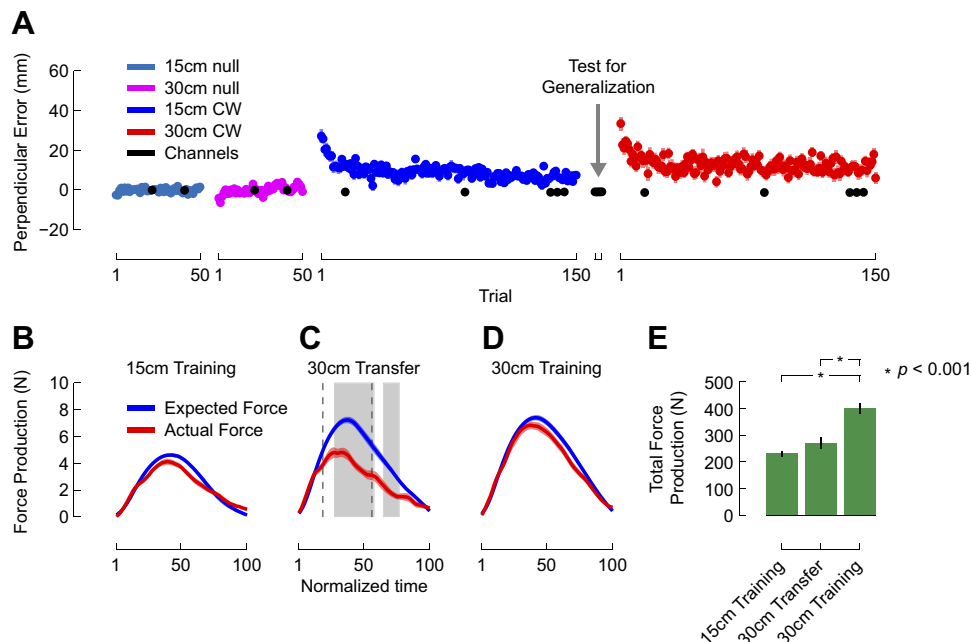 A
Perpendicular Error (mm)
60
40
20
0
−20
15cm null
30cm null
15cm CW
30cm CW
Channels
Test for
Generalization
1
50
1
50
1
150
1
150
Trial
B
15cm Training
Force Production (N)
10
8
6
4
2
0
Expected Force
Actual Force
1
50
100
C
30cm Transfer
1
50
100
Normalized time
D
30cm Training
1
50
100
E
* p < 0.001
*
*
Total Force
Production (N)
500
400
300
200
100
0
15cm Training
30cm Transfer
30cm Training